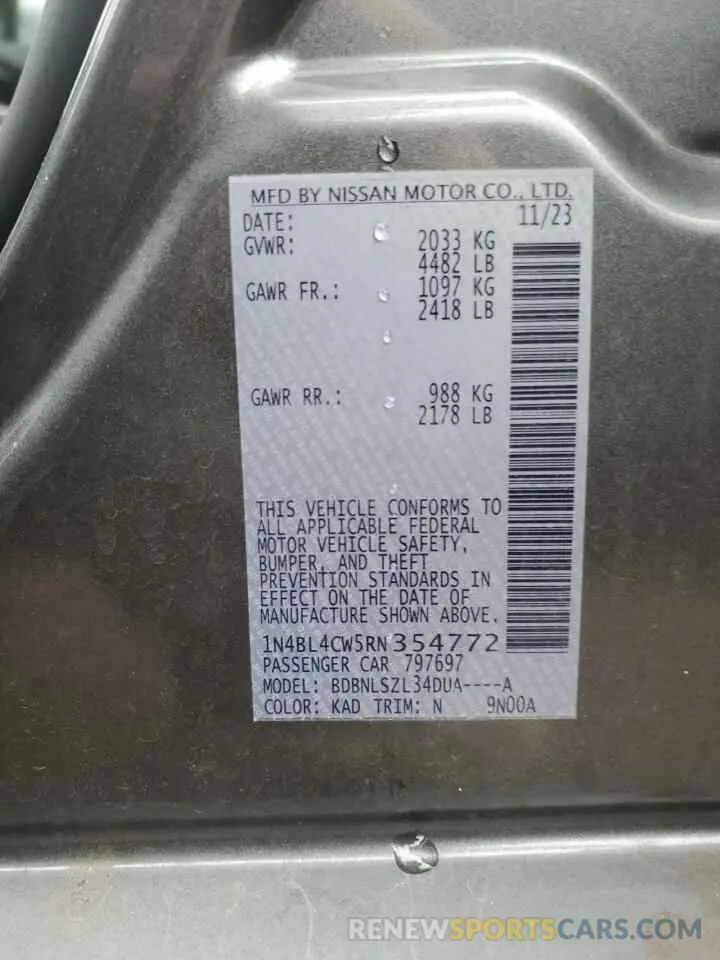 MFD BY NISSAN MOTOR CO., LTD.
DATE: 11/23
GVWR: 2033 KG
4482 LB
GAWR FR.: 1097 KG
2418 LB
GAWR RR.: 988 KG
2178 LB
THIS VEHICLE CONFORMS TO
ALL APPLICABLE FEDERAL
MOTOR VEHICLE SAFETY,
BUMPER, AND THEFT
PREVENTION STANDARDS IN
EFFECT ON THE DATE OF
MANUFACTURE SHOWN ABOVE.
1N4BL4CW5RN354772
PASSENGER CAR 797697
MODEL: BDBNLSZL34DUA----A
COLOR: KAD TRIM: N 9N00A
RENEWSPORTSCARS.COM